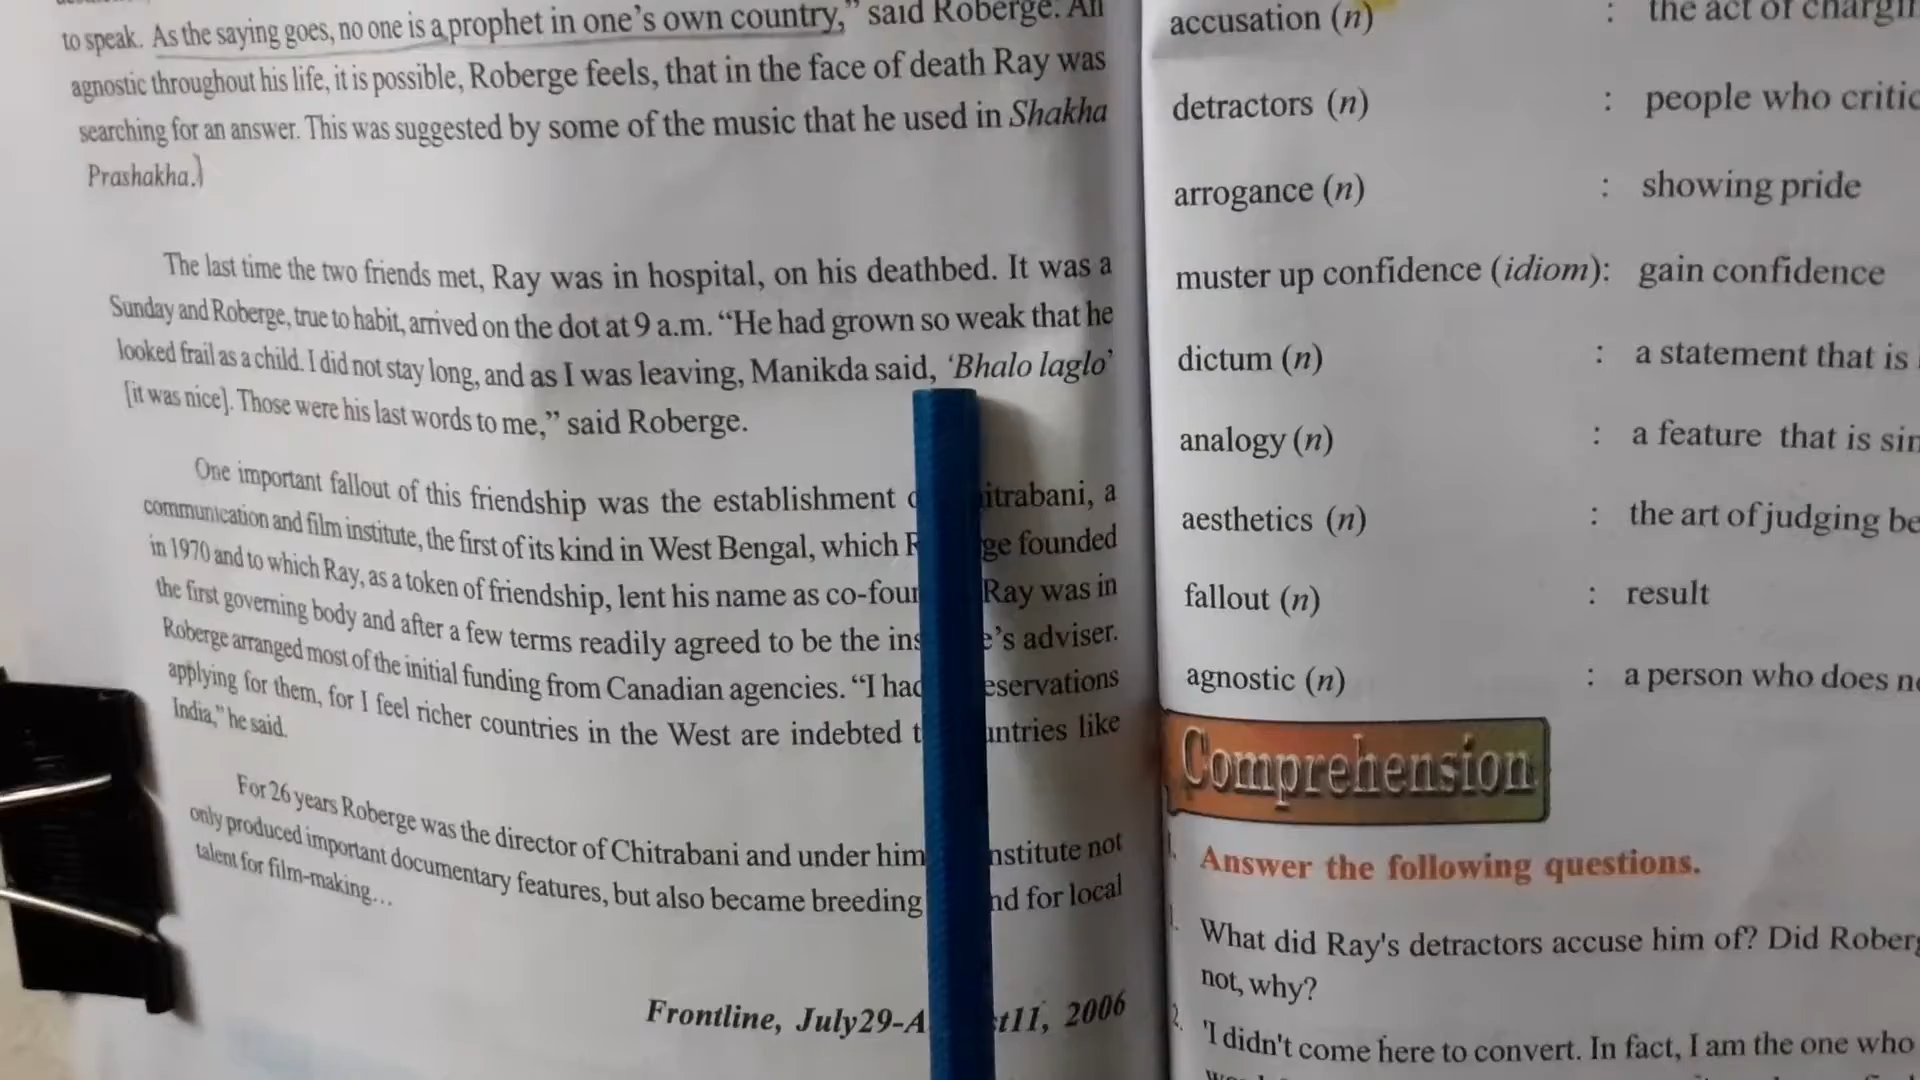 to speak. As the saying goes, no one is a prophet in one's own country," said Roberge. An
agnostic throughout his life, it is possible, Roberge feels, that in the face of death Ray was
searching for an answer. This was suggested by some of the music that he used in Shakha
Prashakha.)
The last time the two friends met, Ray was in hospital, on his deathbed. It was a
Sunday and Roberge, true to habit, arrived on the dot at 9 a.m. "He had grown so weak that he
looked frail as a child. I did not stay long, and as I was leaving, Manikda said, 'Bhalo laglo'
[it was nice]. Those were his last words to me," said Roberge.
One important fallout of this friendship was the establishment itrabani, a
communication and film institute, the first of its kind in West Bengal, which R ge founded
in 1970 and to which Ray, as a token of friendship, lent his name as co-foun Ray was in
the first governing body and after a few terms readily agreed to be the ins e's adviser.
Roberge arranged most of the initial funding from Canadian agencies. "I had eservations
applying for them, for I feel richer countries in the West are indebted t untries like
India," he said.
For 26 years Roberge was the director of Chitrabani and under him nstitute not
only produced important documentary features, but also became breeding nd for local
talent for film-making...
Frontline, July29-A t11, 2006
accusation (n) : the act of chargin
detractors (n) : people who critic
arrogance (n) : showing pride
muster up confidence (idiom): gain confidence
dictum (n) : a statement that is
analogy (n) : a feature that is sim
aesthetics (n) : the art of judging be
fallout (n) : result
agnostic (n) : a person who does no
Comprehension
I. Answer the following questions.
1. What did Ray's detractors accuse him of? Did Roberg
not, why?
2. 'I didn't come here to convert. In fact, I am the one who